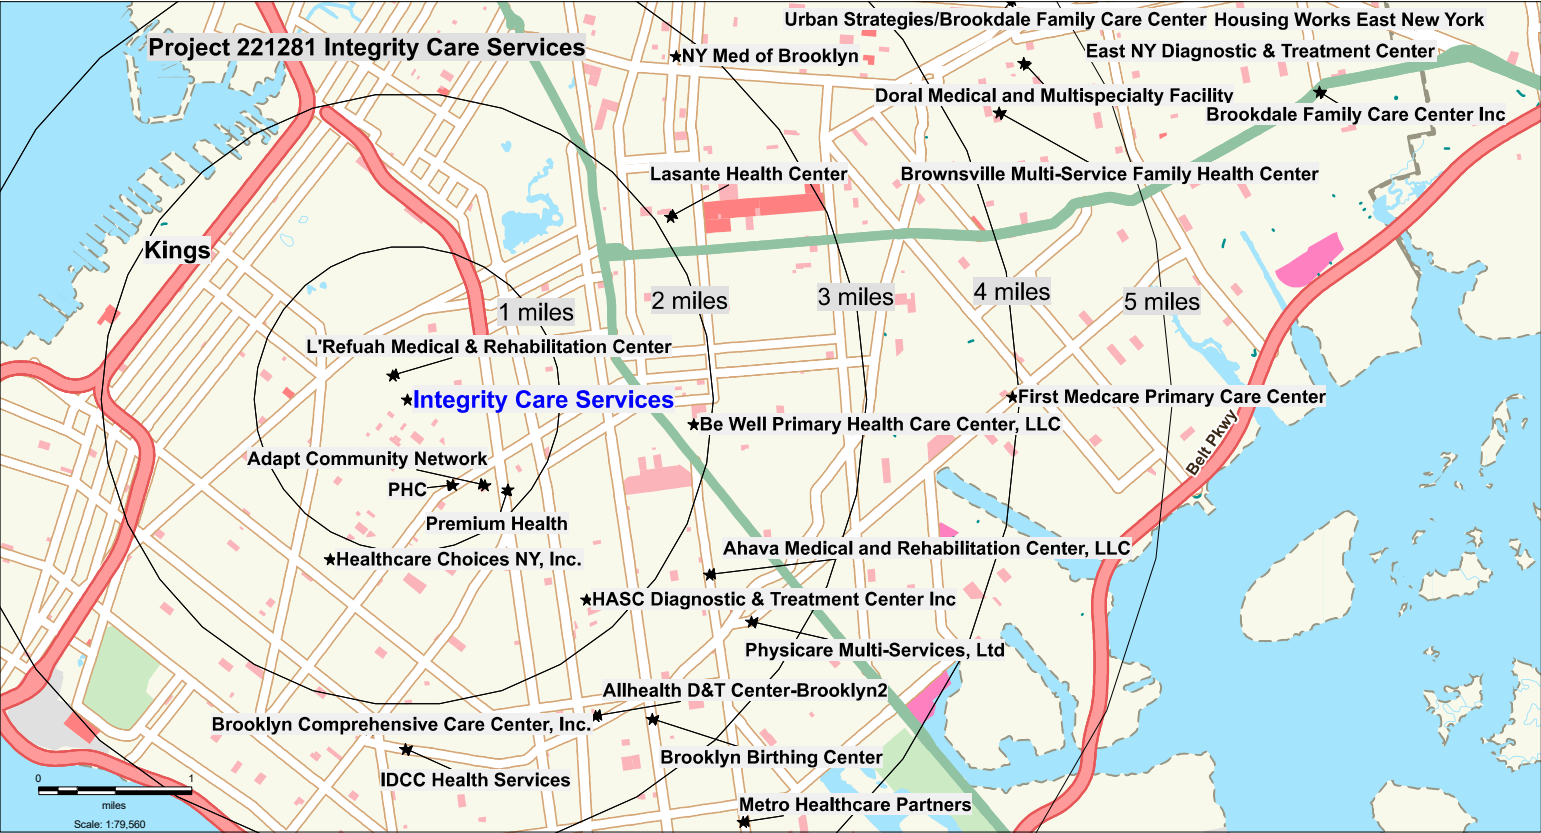 Urban Strategies/Brookdale Family Care Center
Housing Works East New York
Project 221281 Integrity Care Services
NY Med of Brooklyn
East NY Diagnostic & Treatment Center
Doral Medical and Multispecialty Facility
Brookdale Family Care Center Inc
Lasante Health Center
Brownsville Multi-Service Family Health Center
Kings
1 miles
2 miles
3 miles
4 miles
5 miles
L'Refuah Medical & Rehabilitation Center
Integrity Care Services
First Medcare Primary Care Center
Be Well Primary Health Care Center, LLC
Belt Pkwy
Adapt Community Network
PHC
Premium Health
Healthcare Choices NY, Inc.
Ahava Medical and Rehabilitation Center, LLC
HASC Diagnostic & Treatment Center Inc
Physicare Multi-Services, Ltd
Allhealth D&T Center-Brooklyn2
Brooklyn Comprehensive Care Center, Inc.
Brooklyn Birthing Center
IDCC Health Services
Metro Healthcare Partners
0 1
miles
Scale: 1:79,560